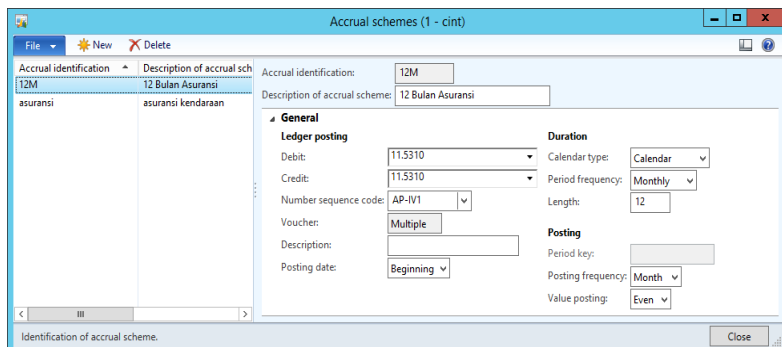 Accrual schemes (1 - cint)
File New Delete
Accrual identification Description of accrual sch
12M 12 Bulan Asuransi
asuransi asuransi kendaraan
Accrual identification: 12M
Description of accrual scheme: 12 Bulan Asuransi
General
Ledger posting
Debit: 11.5310
Credit: 11.5310
Number sequence code: AP-IV1
Voucher: Multiple
Description:
Posting date: Beginning
Duration
Calendar type: Calendar
Period frequency: Monthly
Length: 12
Posting
Period key:
Posting frequency: Month
Value posting: Even
Identification of accrual scheme.
Close